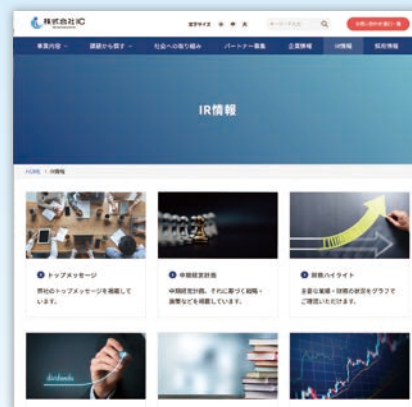 株式会社IC
文字サイズ 小 中 大
キーワード入力
お問い合わせ窓口一覧
事業内容
課題から探す
社会への取り組み
パートナー募集
企業情報
IR情報
採用情報
IR情報
HOME
IR情報
トップメッセージ
弊社のトップメッセージを掲載して
います。
中期経営計画
中期経営計画、それに基づく戦略・
施策などを掲載しています。
財務ハイライト
主要な業績・財務の状況をグラフで
ご確認いただけます。
dividends